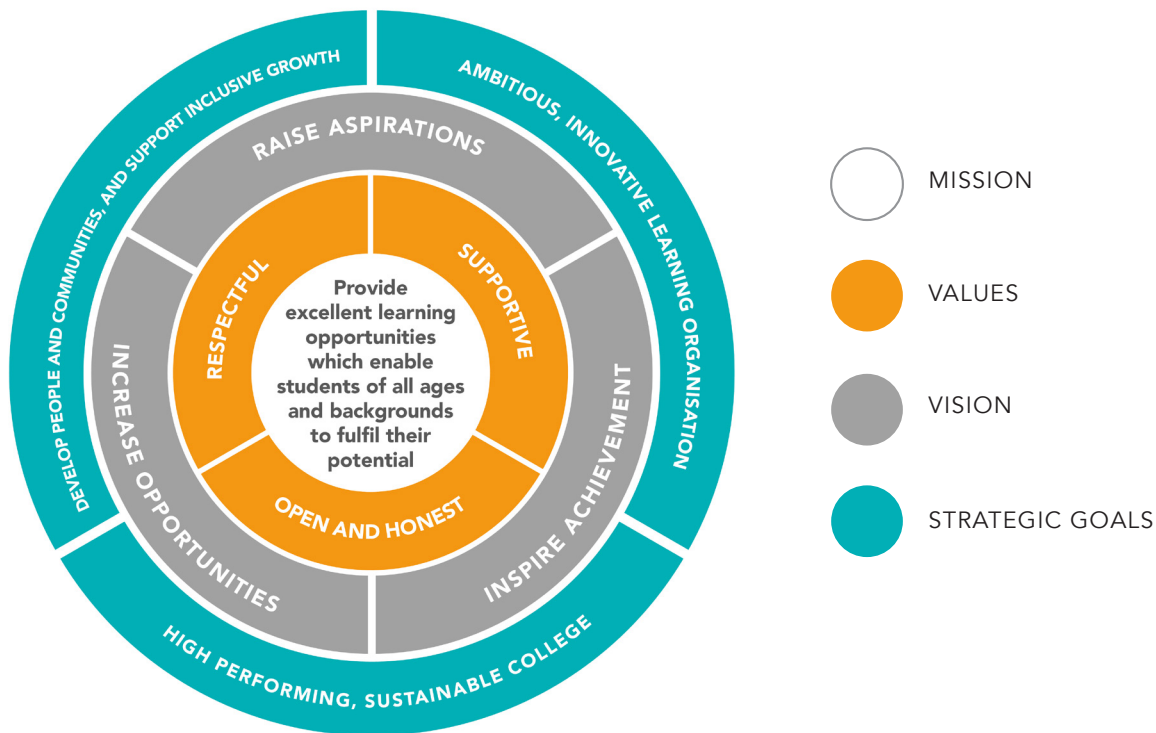 DEVELOP PEOPLE AND COMMUNITIES, AND SUPPORT INCLUSIVE GROWTH
AMBITIOUS, INNOVATIVE LEARNING ORGANISATION
HIGH PERFORMING, SUSTAINABLE COLLEGE
RAISE ASPIRATIONS
INCREASE OPPORTUNITIES
INSPIRE ACHIEVEMENT
RESPECTFUL
SUPPORTIVE
OPEN AND HONEST
Provide
excellent learning
opportunities
which enable
students of all ages
and backgrounds
to fulfil their
potential
MISSION
VALUES
VISION
STRATEGIC GOALS